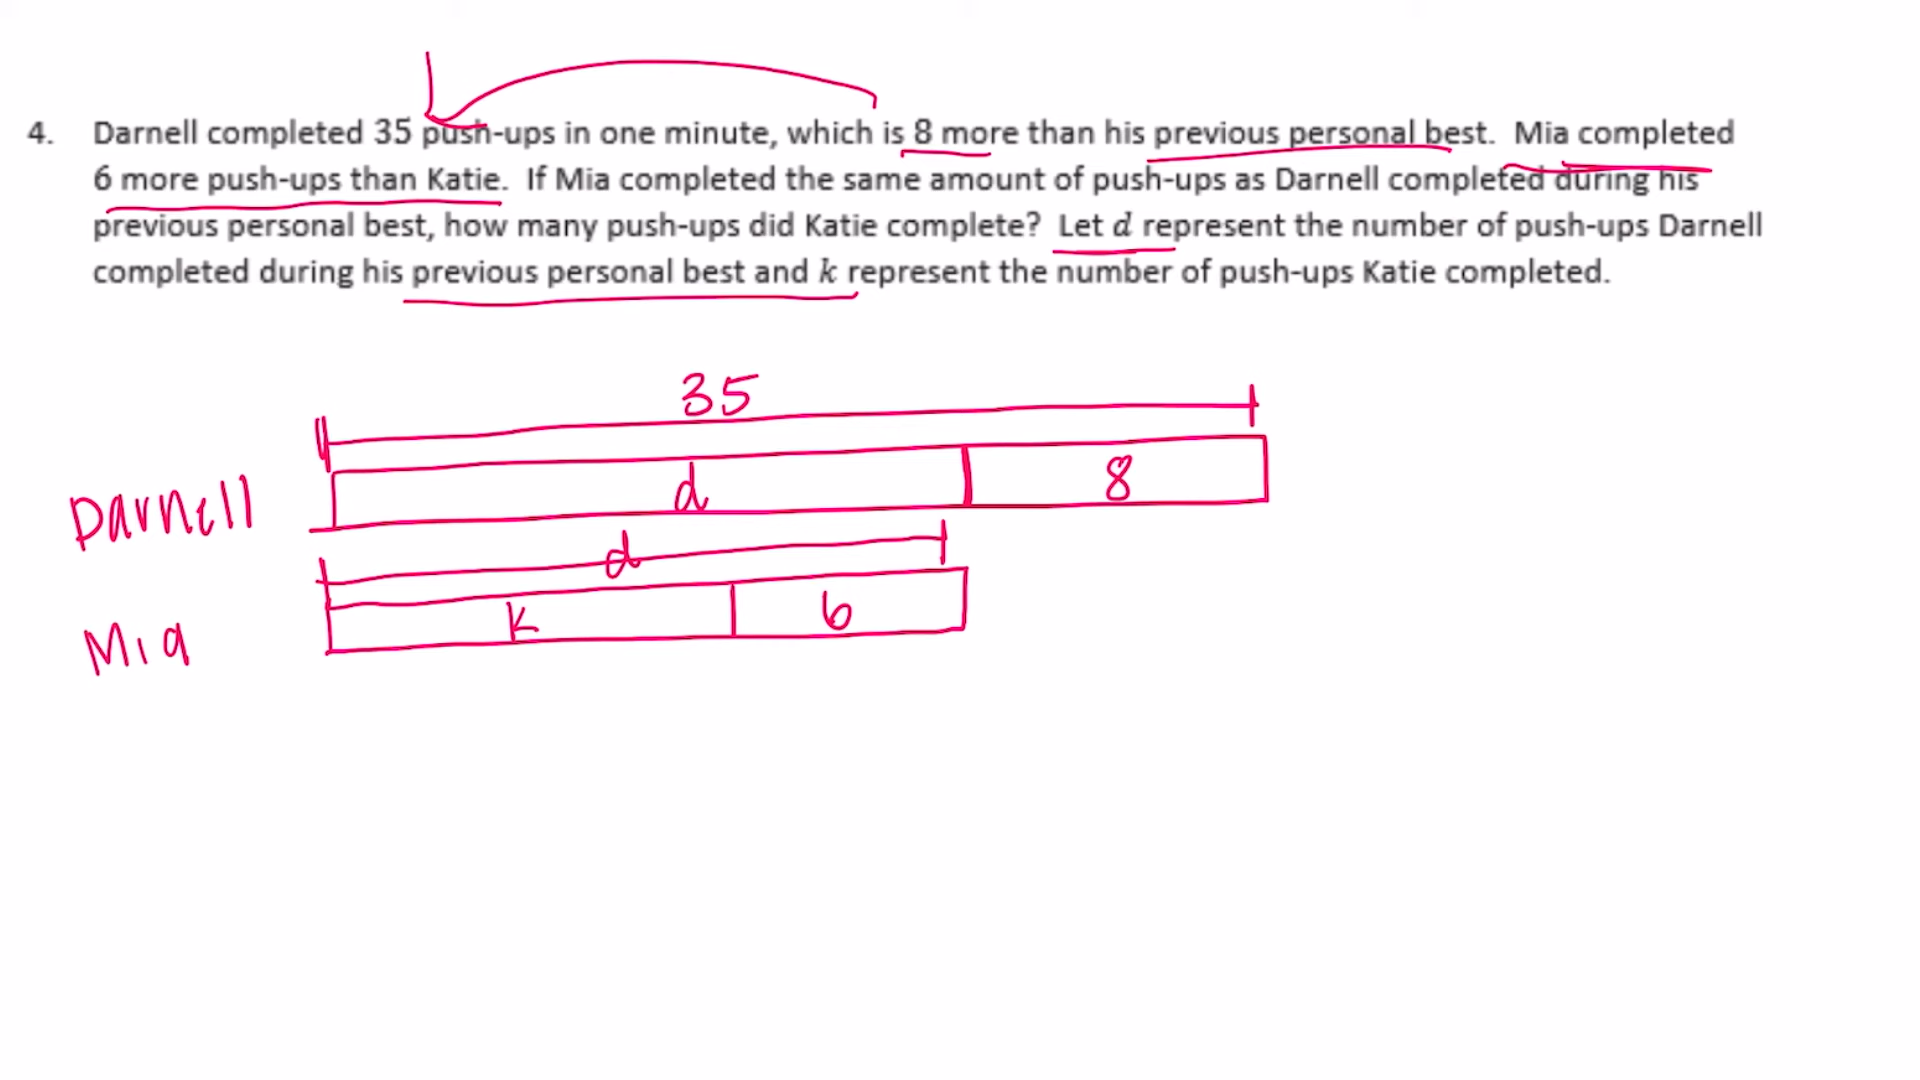 4. Darnell completed 35 push-ups in one minute, which is 8 more than his previous personal best. Mia completed
6 more push-ups than Katie. If Mia completed the same amount of push-ups as Darnell completed during his
previous personal best, how many push-ups did Katie complete? Let d represent the number of push-ups Darnell
completed during his previous personal best and k represent the number of push-ups Katie completed.
35
Darnell d 8
d
Mia k 6